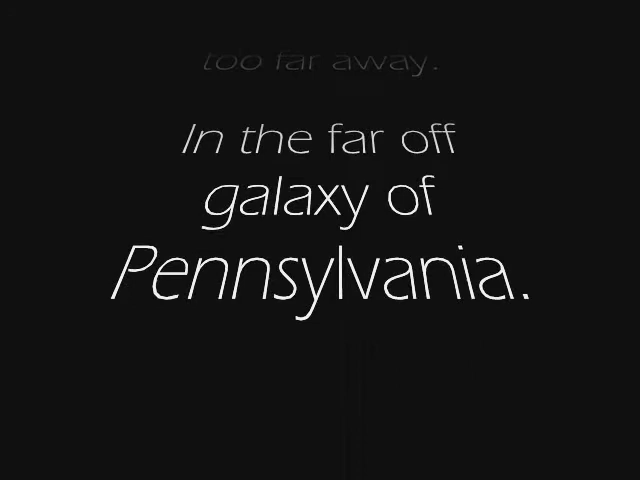 too far away.
In the far off
galaxy of
Pennsylvania.